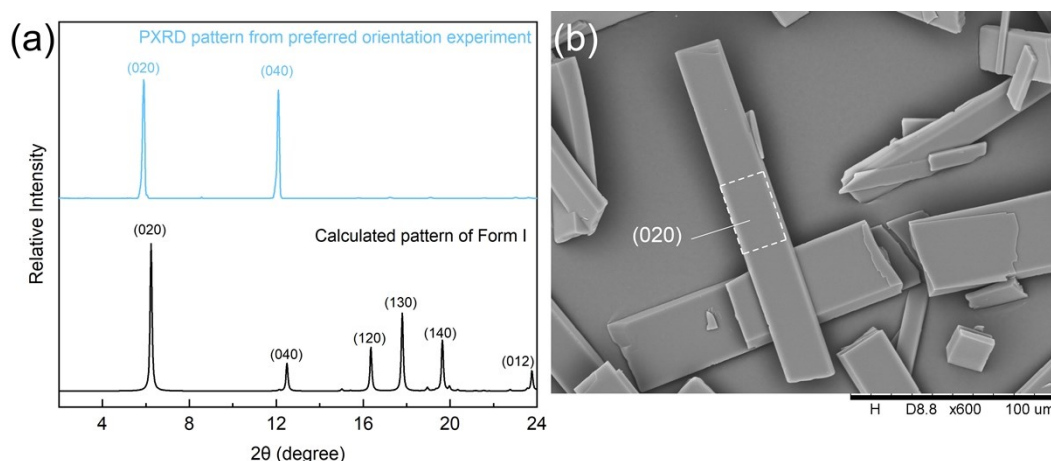 (a)
PXRD pattern from preferred orientation experiment
(020)
(040)
Calculated pattern of Form I
(020)
(040)
(120)
(130)
(140)
(012)
Relative Intensity
4
8
12
16
20
24
2θ (degree)
(b)
(020)
H D8.8 x600 100 um